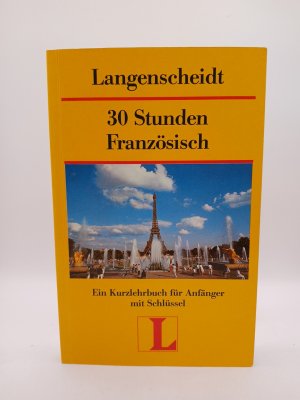 Langenscheidt
30 Stunden
Französisch
Ein Kurzlehrbuch für Anfänger
mit Schlüssel
L